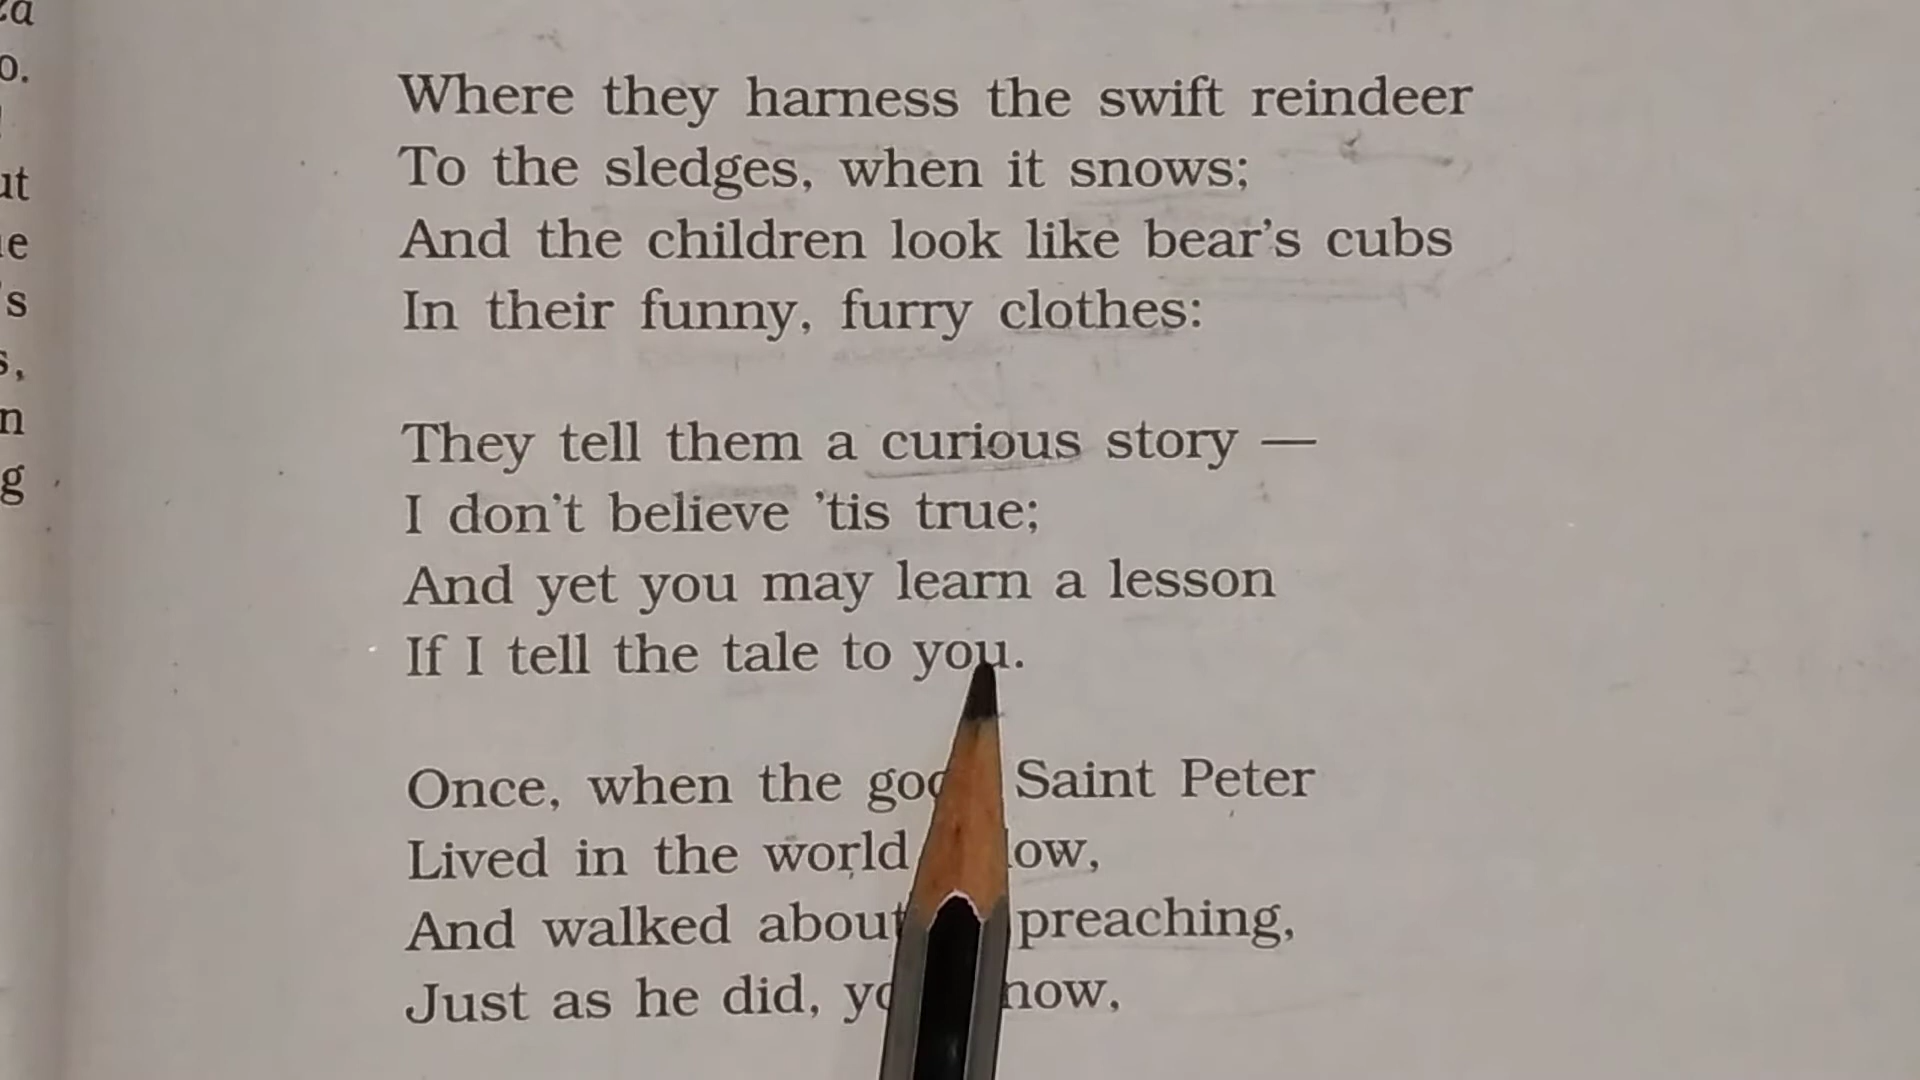 Where they harness the swift reindeer
To the sledges, when it snows;
And the children look like bear's cubs
In their funny, furry clothes:
They tell them a curious story —
I don't believe 'tis true;
And yet you may learn a lesson
If I tell the tale to you.
Once, when the Saint Peter
Lived in the world
And walked about preaching,
Just as he did,